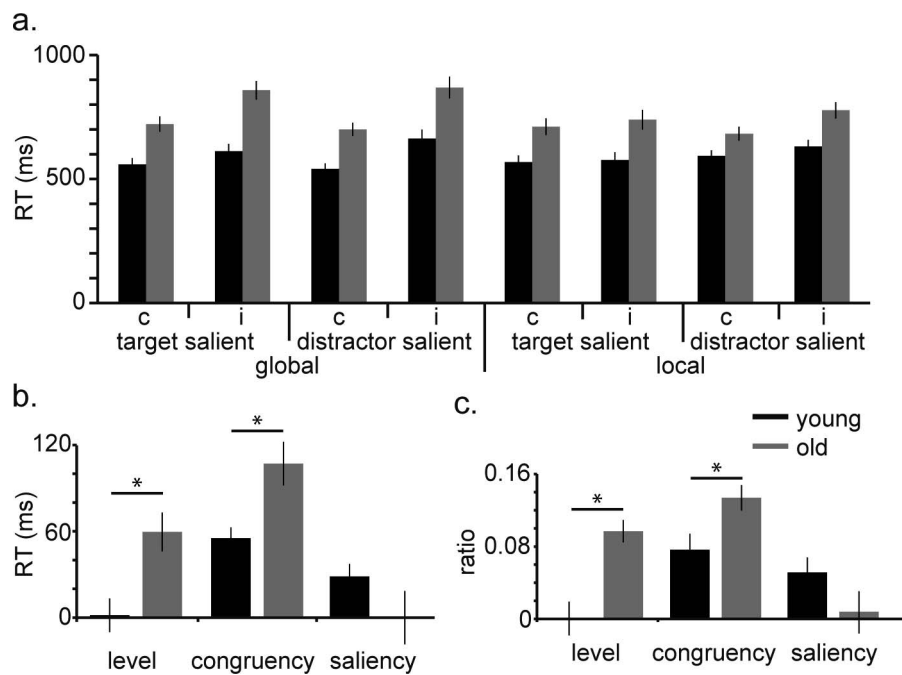 a.
1000
500
0
RT (ms)
c i c i c i c i
target salient distractor salient target salient distractor salient
global local
b.
120
60
0
RT (ms)
* *
level congruency saliency
c.
young
old
0.16
0.08
0
ratio
* *
level congruency saliency